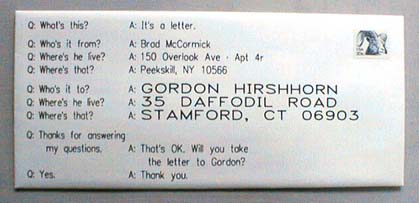 Q: What's this? A: It's a letter.
Q: Who's it from? A: Brad McCormick
Q: Where's he live? A: 150 Overlook Ave - Apt 4r
Q: Where's that? A: Peekskill, NY 10566
Q: Who's it to? A: GORDON HIRSHHORN
Q: Where's he live? A: 35 DAFFODIL ROAD
Q: Where's that? A: STAMFORD, CT 06903
Q: Thanks for answering
my questions. A: That's OK. Will you take
the letter to Gordon?
Q: Yes. A: Thank you.